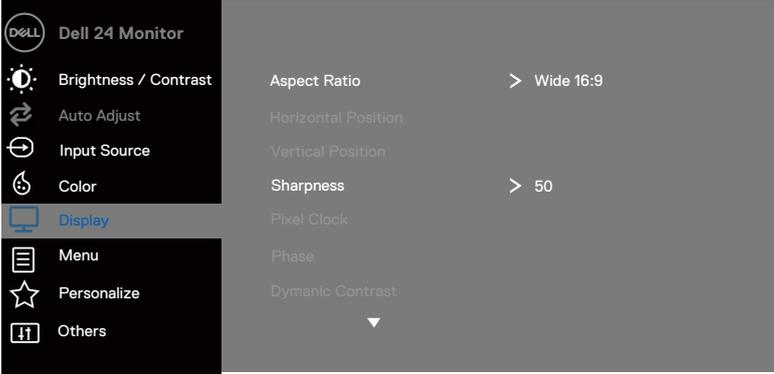 DELL Dell 24 Monitor
Brightness / Contrast
Auto Adjust
Input Source
Color
Display
Menu
Personalize
Others
Aspect Ratio > Wide 16:9
Horizontal Position
Vertical Position
Sharpness > 50
Pixel Clock
Phase
Dymanic Contrast